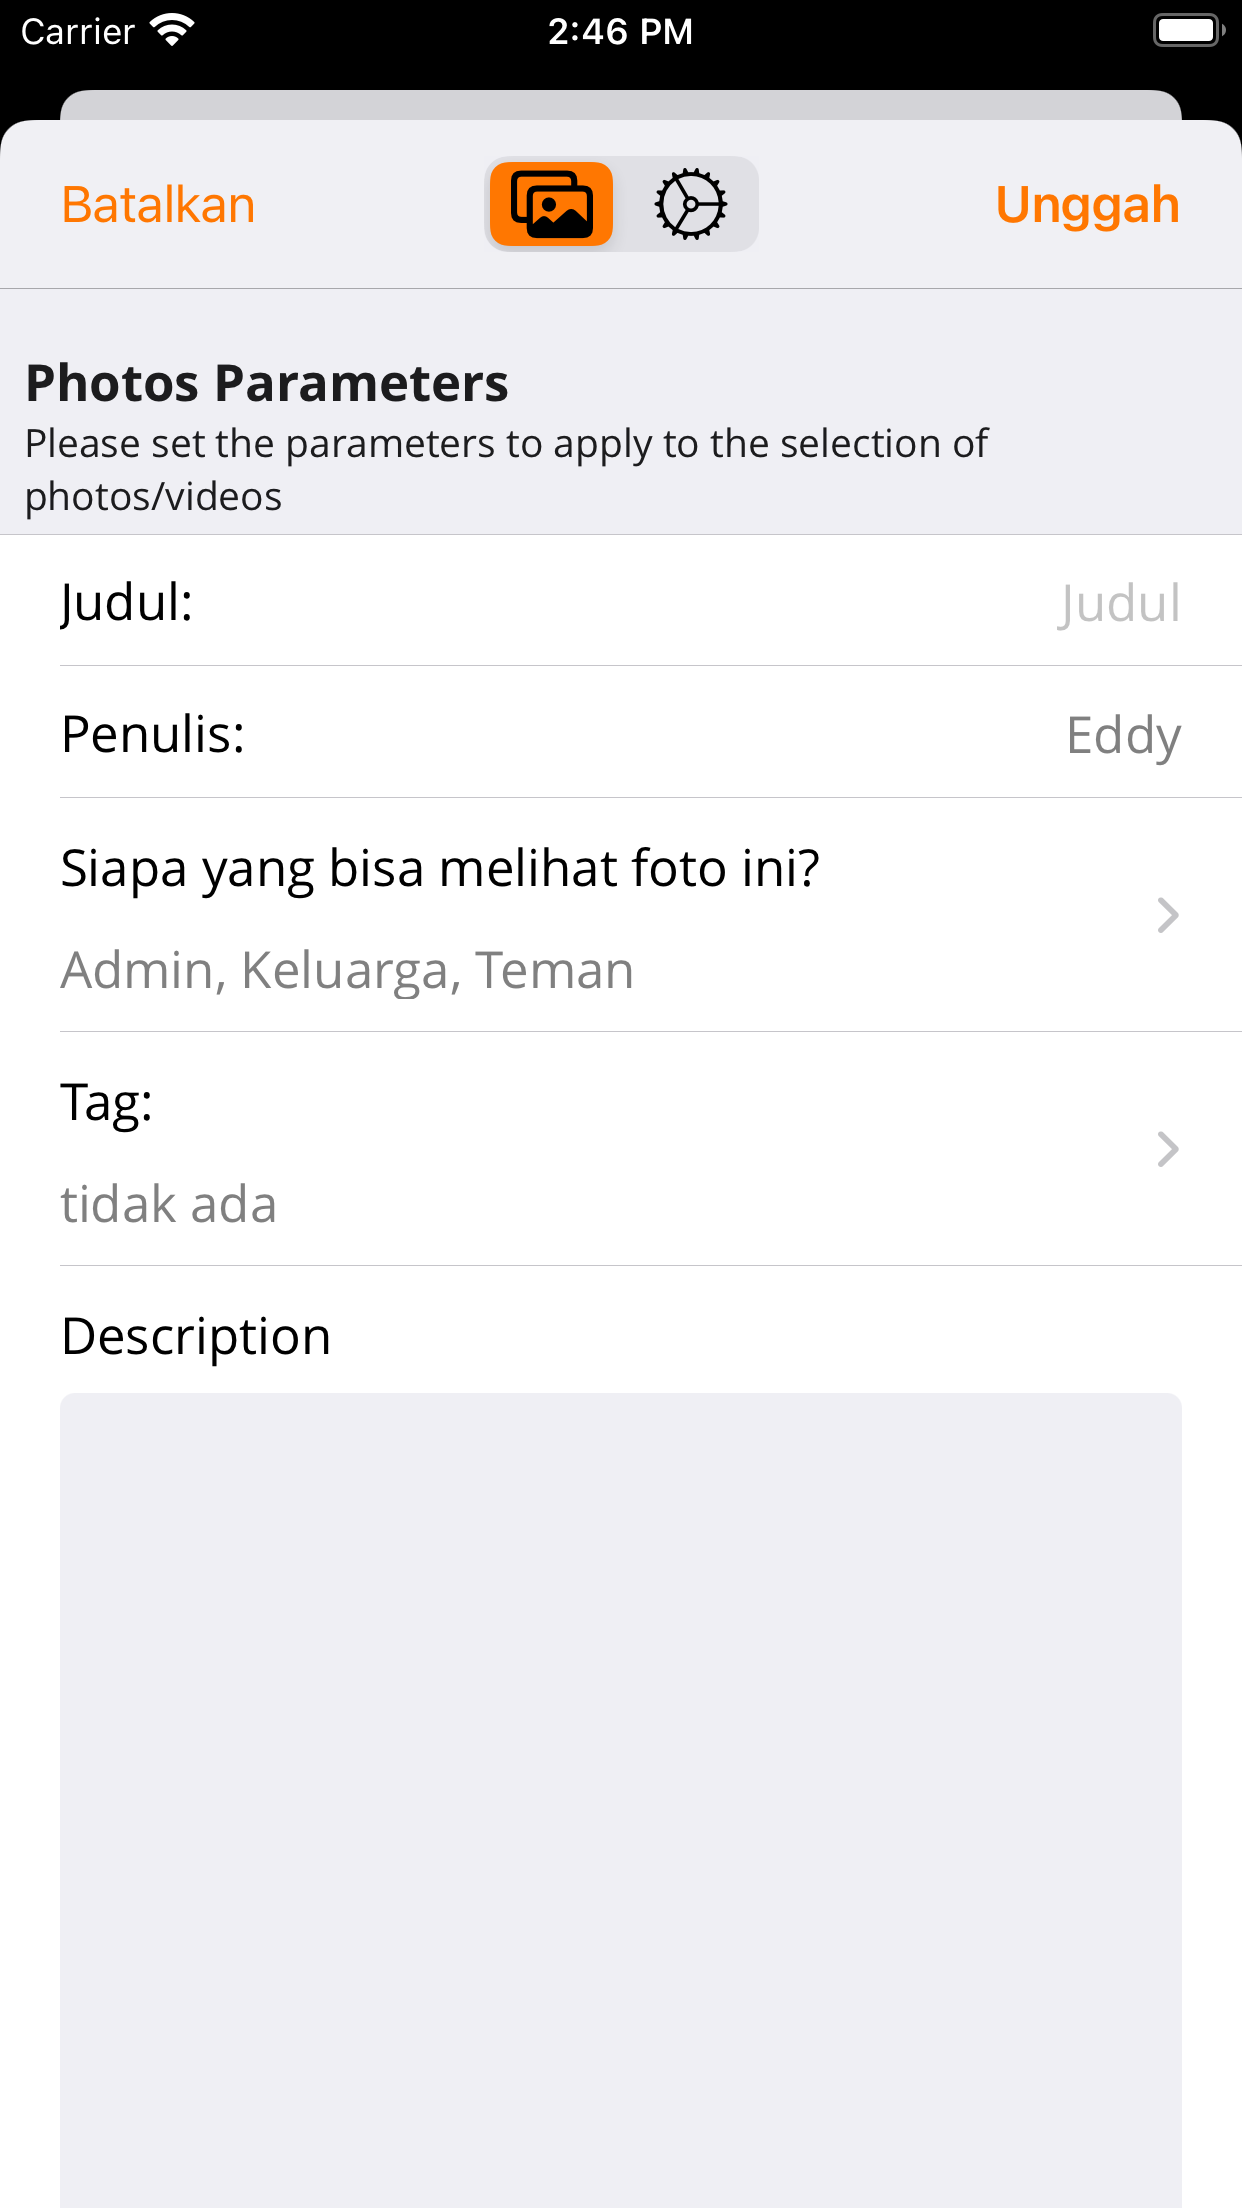 Carrier
2:46 PM
Batalkan
Unggah
Photos Parameters
Please set the parameters to apply to the selection of
photos/videos
Judul:
Judul
Penulis:
Eddy
Siapa yang bisa melihat foto ini?
Admin, Keluarga, Teman
Tag:
tidak ada
Description